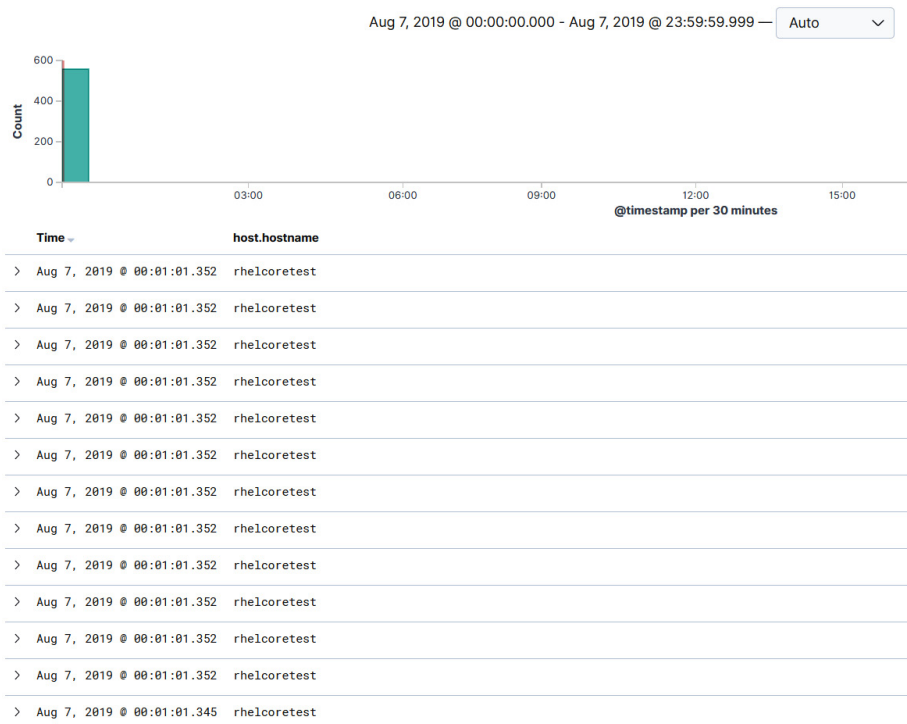 Aug 7, 2019 @ 00:00:00.000 - Aug 7, 2019 @ 23:59:59.999 — Auto
600
400
200
0
Count
03:00 06:00 09:00 12:00 15:00
@timestamp per 30 minutes
Time host.hostname
Aug 7, 2019 @ 00:01:01.352 rhelcoretest
Aug 7, 2019 @ 00:01:01.352 rhelcoretest
Aug 7, 2019 @ 00:01:01.352 rhelcoretest
Aug 7, 2019 @ 00:01:01.352 rhelcoretest
Aug 7, 2019 @ 00:01:01.352 rhelcoretest
Aug 7, 2019 @ 00:01:01.352 rhelcoretest
Aug 7, 2019 @ 00:01:01.352 rhelcoretest
Aug 7, 2019 @ 00:01:01.352 rhelcoretest
Aug 7, 2019 @ 00:01:01.352 rhelcoretest
Aug 7, 2019 @ 00:01:01.352 rhelcoretest
Aug 7, 2019 @ 00:01:01.352 rhelcoretest
Aug 7, 2019 @ 00:01:01.352 rhelcoretest
Aug 7, 2019 @ 00:01:01.345 rhelcoretest